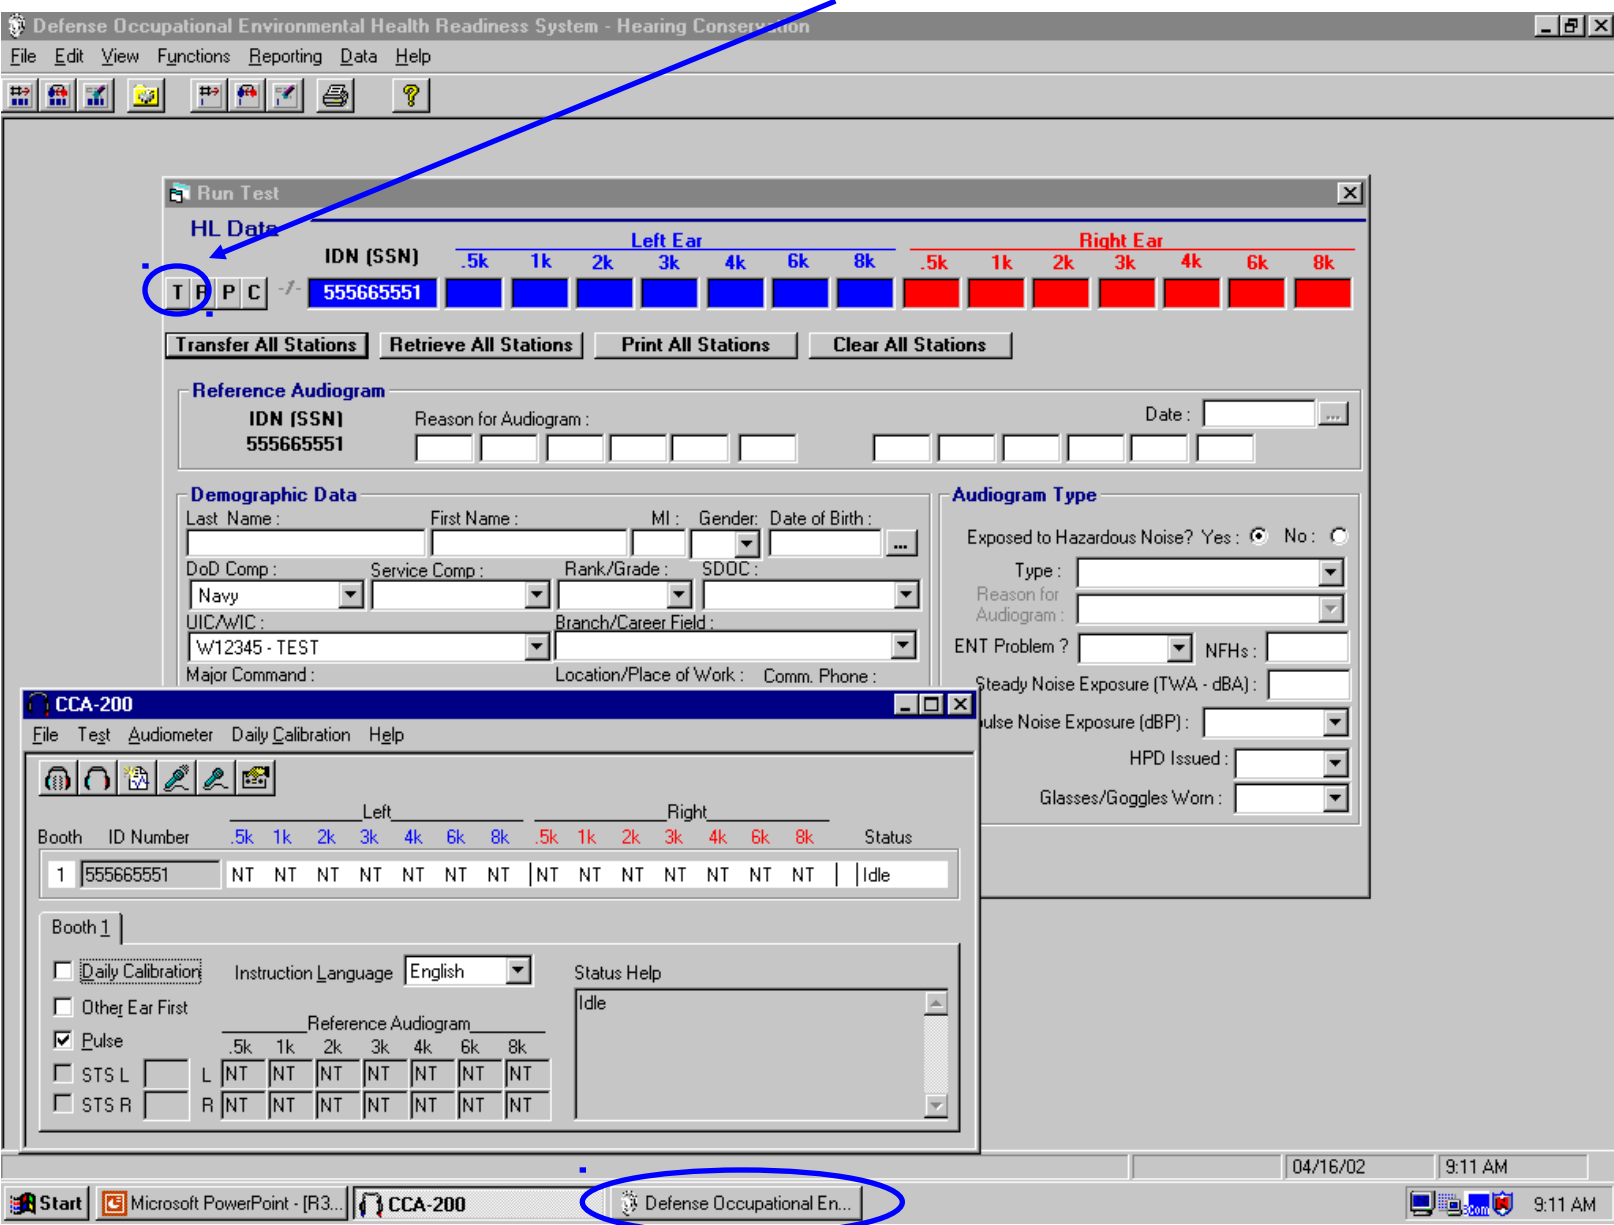 Defense Occupational Environmental Health Readiness System - Hearing Conservation
File Edit View Functions Reporting Data Help
Run Test
HL Data
IDN (SSN)
Left Ear
Right Ear
.5k 1k 2k 3k 4k 6k 8k .5k 1k 2k 3k 4k 6k 8k
T R P C -1- 555665551
Transfer All Stations Retrieve All Stations Print All Stations Clear All Stations
Reference Audiogram
IDN (SSN) Reason for Audiogram : Date : ...
555665551
Demographic Data
Last Name : First Name : MI : Gender: Date of Birth :
...
DoD Comp : Service Comp : Rank/Grade : SDOC :
Navy
UIC/WIC : Branch/Career Field :
W12345 - TEST
Major Command : Location/Place of Work : Comm. Phone :
Audiogram Type
Exposed to Hazardous Noise? Yes : No :
Type :
Reason for
Audiogram :
ENT Problem ? NFHs :
Steady Noise Exposure (TWA - dBA) :
pulse Noise Exposure (dBP) :
HPD Issued :
Glasses/Goggles Worn :
CCA-200
File Test Audiometer Daily Calibration Help
Left Right
Booth ID Number .5k 1k 2k 3k 4k 6k 8k .5k 1k 2k 3k 4k 6k 8k Status
1 555665551 NT NT NT NT NT NT NT NT NT NT NT NT NT NT Idle
Booth 1
Daily Calibration Instruction Language English Status Help
Other Ear First
Idle
Pulse
Reference Audiogram
.5k 1k 2k 3k 4k 6k 8k
STS L L NT NT NT NT NT NT NT
STS R R NT NT NT NT NT NT NT
04/16/02 9:11 AM
Start Microsoft PowerPoint - [R3... CCA-200 Defense Occupational En... 3Com 9:11 AM